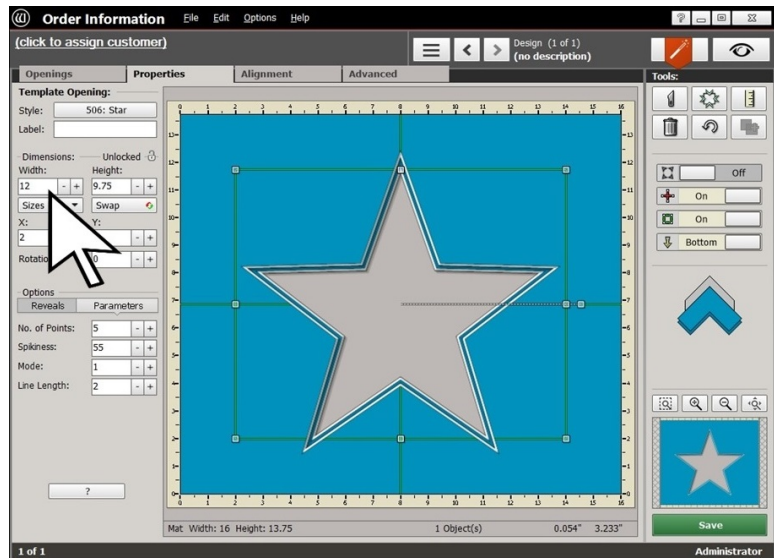 Order Information File Edit Options Help
(click to assign customer)
Design (1 of 1)
(no description)
Openings Properties Alignment Advanced
Tools:
Template Opening:
Style: 506: Star
Label:
Dimensions: Unlocked
Width: Height:
12 - + 9.75 - +
Sizes Swap
X: Y:
2 - +
0 - +
Options
Reveals Parameters
No. of Points: 5 - +
Spikiness: 55 - +
Mode: 1 - +
Line Length: 2 - +
?
Off
On
On
Bottom
Mat Width: 16 Height: 13.75 1 Object(s) 0.054" 3.233"
Save
1 of 1 Administrator